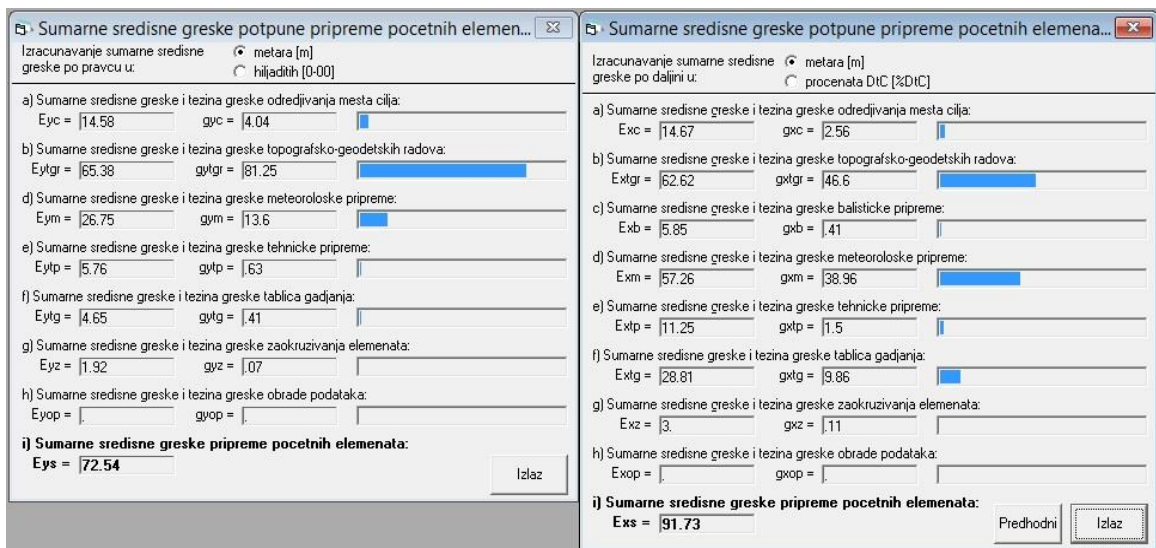 Sumarne sredisne greske potpune pripreme pocetnih elemen...
Izracunavanje sumarne sredisne
greske po pravcu u:
metara [m]
hiljaditih [0-00]
a) Sumarne sredisne greske i tezina greske odredjivanja mesta cilja:
Eyc = 14.58 gyc = 4.04
b) Sumarne sredisne greske i tezina greske topografsko-geodetskih radova:
Eytgr = 65.38 gytgr = 81.25
d) Sumarne sredisne greske i tezina greske meteoroloske pripreme:
Eym = 26.75 gym = 13.6
e) Sumarne sredisne greske i tezina greske tehnicke pripreme:
Eytp = 5.76 gytp = .63
f) Sumarne sredisne greske i tezina greske tablica gadjanja:
Eytg = 4.65 gytg = .41
g) Sumarne sredisne greske i tezina greske zaokruzivanja elemenata:
Eyz = 1.92 gyz = .07
h) Sumarne sredisne greske i tezina greske obrade podataka:
Eyop = . gyop = .
i) Sumarne sredisne greske pripreme pocetnih elemenata:
Eys = 72.54
Izlaz
Sumarne sredisne greske potpune pripreme pocetnih elemena...
Izracunavanje sumarne sredisne
greske po daljini u:
metara [m]
procenata DtC [%DtC]
a) Sumarne sredisne greske i tezina greske odredjivanja mesta cilja:
Exc = 14.67 gxc = 2.56
b) Sumarne sredisne greske i tezina greske topografsko-geodetskih radova:
Extgr = 62.62 gxtgr = 46.6
c) Sumarne sredisne greske i tezina greske balisticke pripreme:
Exb = 5.85 gxb = .41
d) Sumarne sredisne greske i tezina greske meteoroloske pripreme:
Exm = 57.26 gxm = 38.96
e) Sumarne sredisne greske i tezina greske tehnicke pripreme:
Extp = 11.25 gxtp = 1.5
f) Sumarne sredisne greske i tezina greske tablica gadjanja:
Extg = 28.81 gxtg = 9.86
g) Sumarne sredisne greske i tezina greske zaokruzivanja elemenata:
Exz = 3. gxz = .11
h) Sumarne sredisne greske i tezina greske obrade podataka:
Exop = . gxop = .
i) Sumarne sredisne greske pripreme pocetnih elemenata:
Exs = 91.73
Predhodni
Izlaz